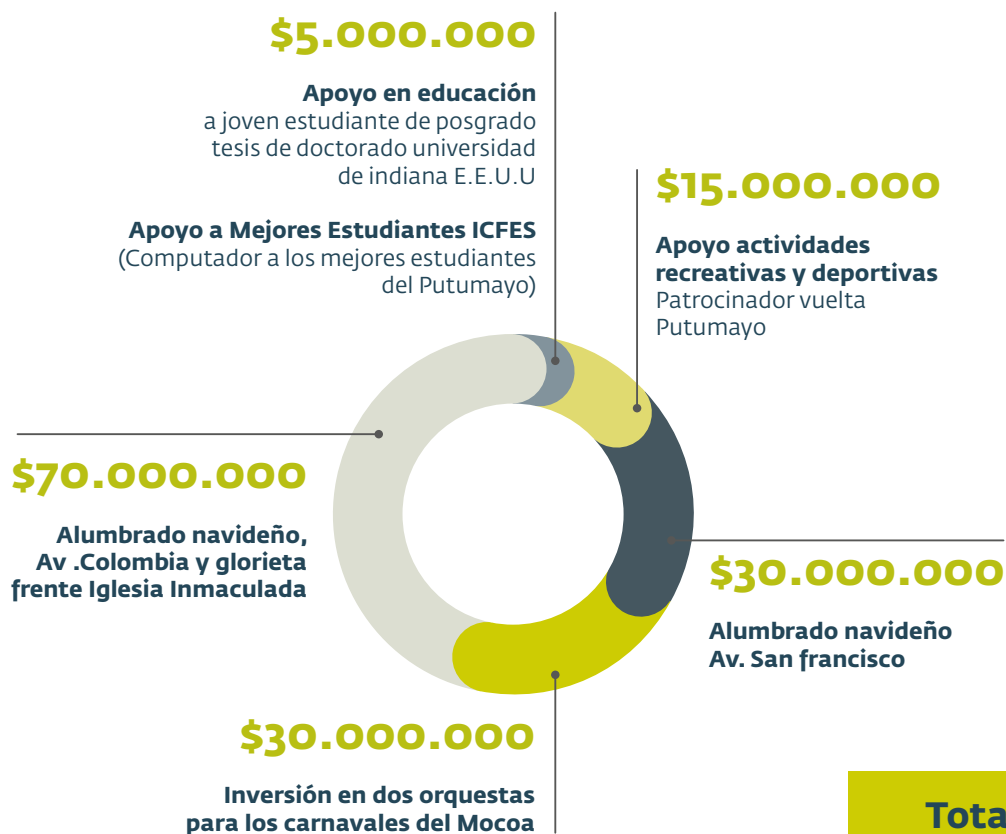 $5.000.000
Apoyo en educación
a joven estudiante de posgrado
tesis de doctorado universidad
de indiana E.E.U.U
Apoyo a Mejores Estudiantes ICFES
(Computador a los mejores estudiantes
del Putumayo)
$15.000.000
Apoyo actividades
recreativas y deportivas
Patrocinador vuelta
Putumayo
$70.000.000
Alumbrado navideño,
Av .Colombia y glorieta
frente Iglesia Inmaculada
$30.000.000
Alumbrado navideño
Av. San francisco
$30.000.000
Inversión en dos orquestas
para los carnavales del Mocoa